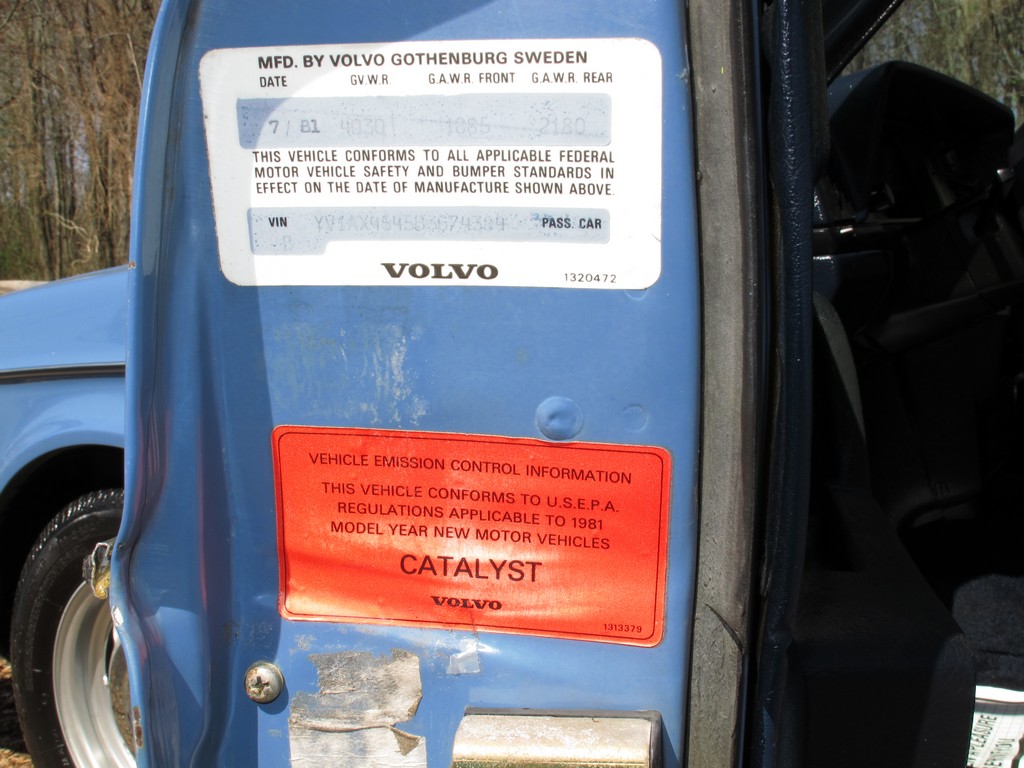 MFD. BY VOLVO GOTHENBURG SWEDEN
DATE G.V.W.R. G.A.W.R. FRONT G.A.W.R. REAR
7/81 4030 1085 2180
THIS VEHICLE CONFORMS TO ALL APPLICABLE FEDERAL
MOTOR VEHICLE SAFETY AND BUMPER STANDARDS IN
EFFECT ON THE DATE OF MANUFACTURE SHOWN ABOVE.
VIN PASS. CAR
VOLVO 1320472
VEHICLE EMISSION CONTROL INFORMATION
THIS VEHICLE CONFORMS TO U.S.E.P.A.
REGULATIONS APPLICABLE TO 1981
MODEL YEAR NEW MOTOR VEHICLES
CATALYST
VOLVO
1313379